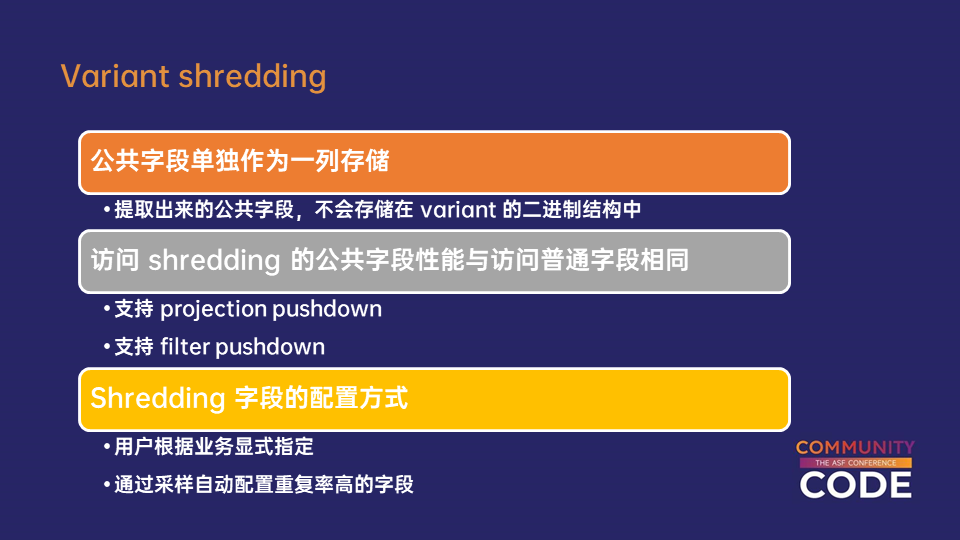 Variant shredding
公共字段单独作为一列存储
• 提取出来的公共字段，不会存储在 variant 的二进制结构中
访问 shredding 的公共字段性能与访问普通字段相同
• 支持 projection pushdown
• 支持 filter pushdown
Shredding 字段的配置方式
• 用户根据业务显式指定
• 通过采样自动配置重复率高的字段
COMMUNITY
THE ASF CONFERENCE
CODE